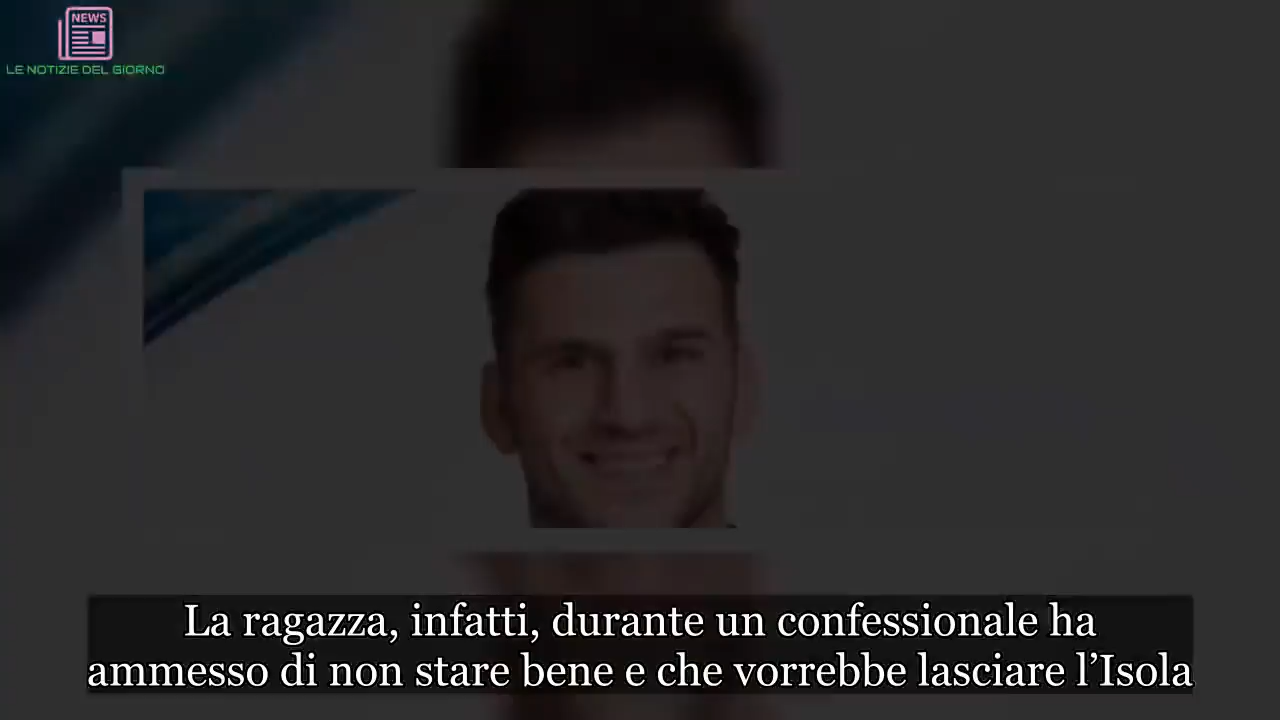 NEWS
LE NOTIZIE DEL GIORNO
La ragazza, infatti, durante un confessionale ha
ammesso di non stare bene e che vorrebbe lasciare l’Isola